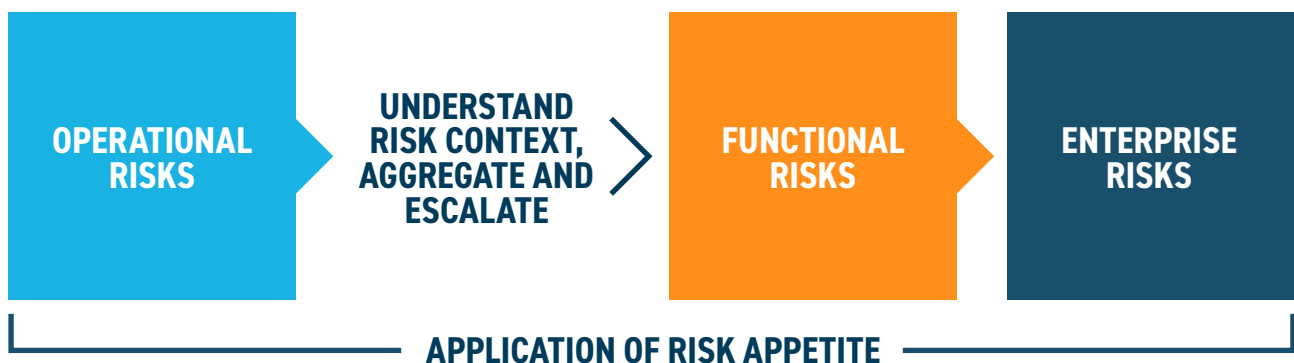 OPERATIONAL
RISKS
UNDERSTAND
RISK CONTEXT,
AGGREGATE AND
ESCALATE
FUNCTIONAL
RISKS
ENTERPRISE
RISKS
APPLICATION OF RISK APPETITE